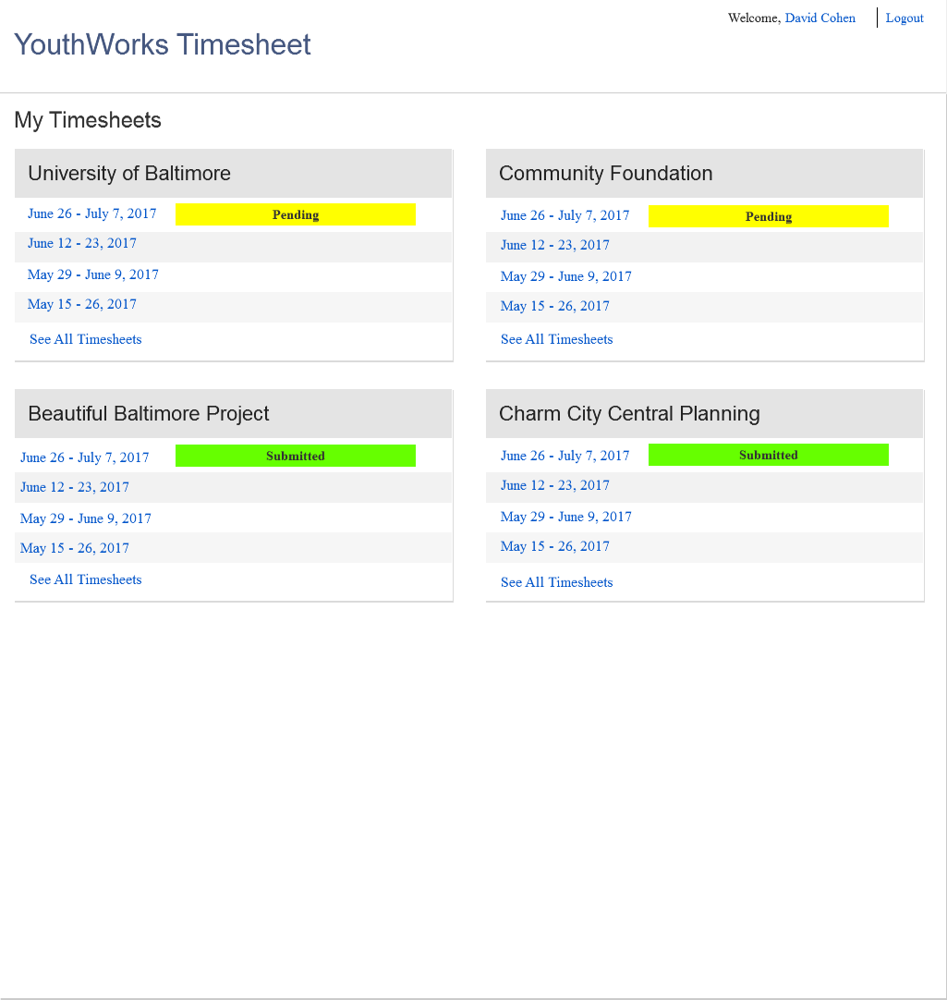 Welcome, David Cohen Logout
YouthWorks Timesheet
My Timesheets
University of Baltimore
June 26 - July 7, 2017 Pending
June 12 - 23, 2017
May 29 - June 9, 2017
May 15 - 26, 2017
See All Timesheets
Community Foundation
June 26 - July 7, 2017 Pending
June 12 - 23, 2017
May 29 - June 9, 2017
May 15 - 26, 2017
See All Timesheets
Beautiful Baltimore Project
June 26 - July 7, 2017 Submitted
June 12 - 23, 2017
May 29 - June 9, 2017
May 15 - 26, 2017
See All Timesheets
Charm City Central Planning
June 26 - July 7, 2017 Submitted
June 12 - 23, 2017
May 29 - June 9, 2017
May 15 - 26, 2017
See All Timesheets